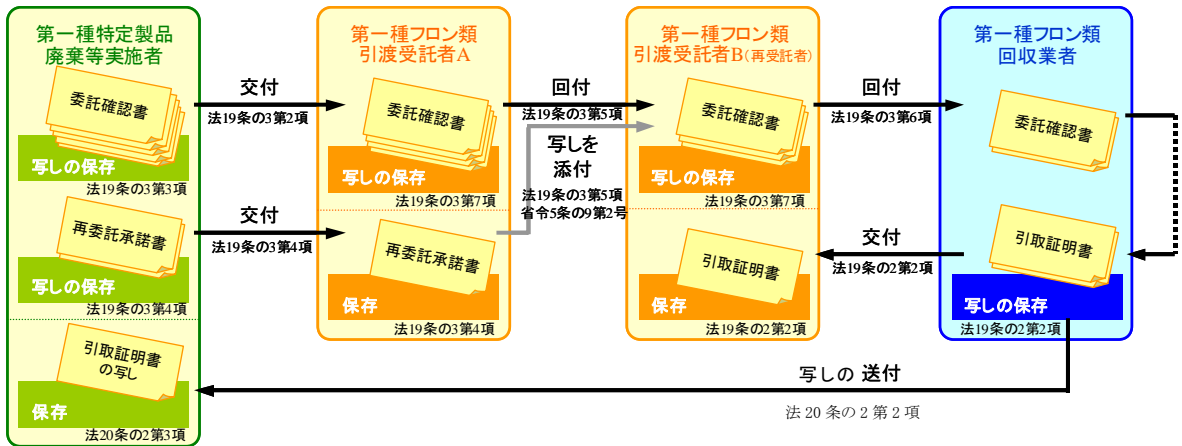 第一種特定製品
廃棄等実施者
委託確認書
写しの保存
法19条の3第3項
再委託承諾書
写しの保存
法19条の3第4項
引取証明書
の写し
保存
法20条の2第3項
交付
法19条の3第2項
交付
法19条の3第4項
第一種フロン類
引渡受託者A
委託確認書
写しの保存
法19条の3第7項
再委託承諾書
保存
法19条の3第4項
回付
法19条の3第5項
写しを
添付
法19条の3第5項
省令5条の9第2号
第一種フロン類
引渡受託者B(再受託者)
委託確認書
写しの保存
法19条の3第7項
引取証明書
保存
法19条の2第2項
回付
法19条の3第6項
交付
法19条の2第2項
第一種フロン類
回収業者
委託確認書
引取証明書
写しの保存
法19条の2第2項
写しの 送付
法 20 条の 2 第 2 項